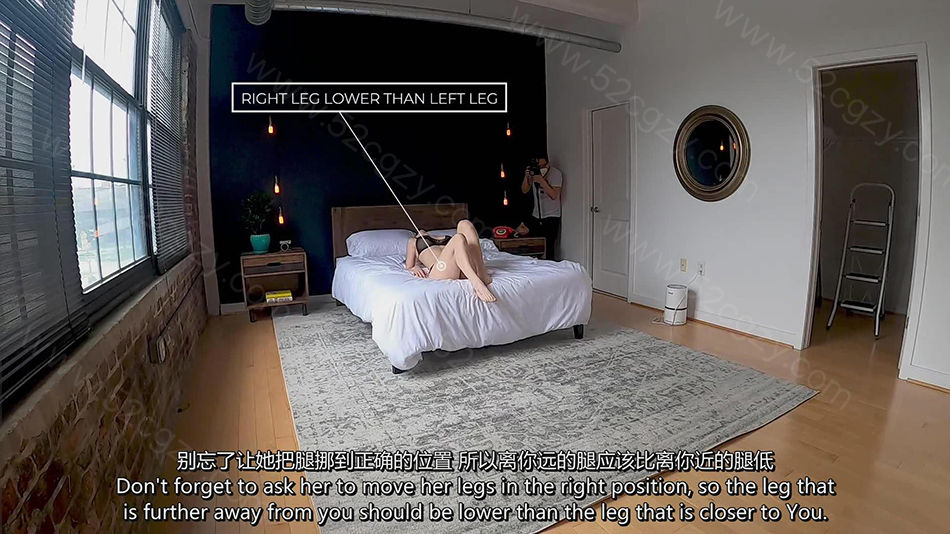 RIGHT LEG LOWER THAN LEFT LEG
www.52cgzy.com
别忘了让她把腿挪到正确的位置 所以离你远的腿应该比离你近的腿低
Don't forget to ask her to move her legs in the right position, so the leg that
is further away from you should be lower than the leg that is closer to You.